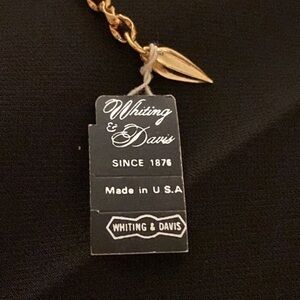 Whiting
&
Davis
SINCE 1876
Made in U S A
WHITING & DAVIS